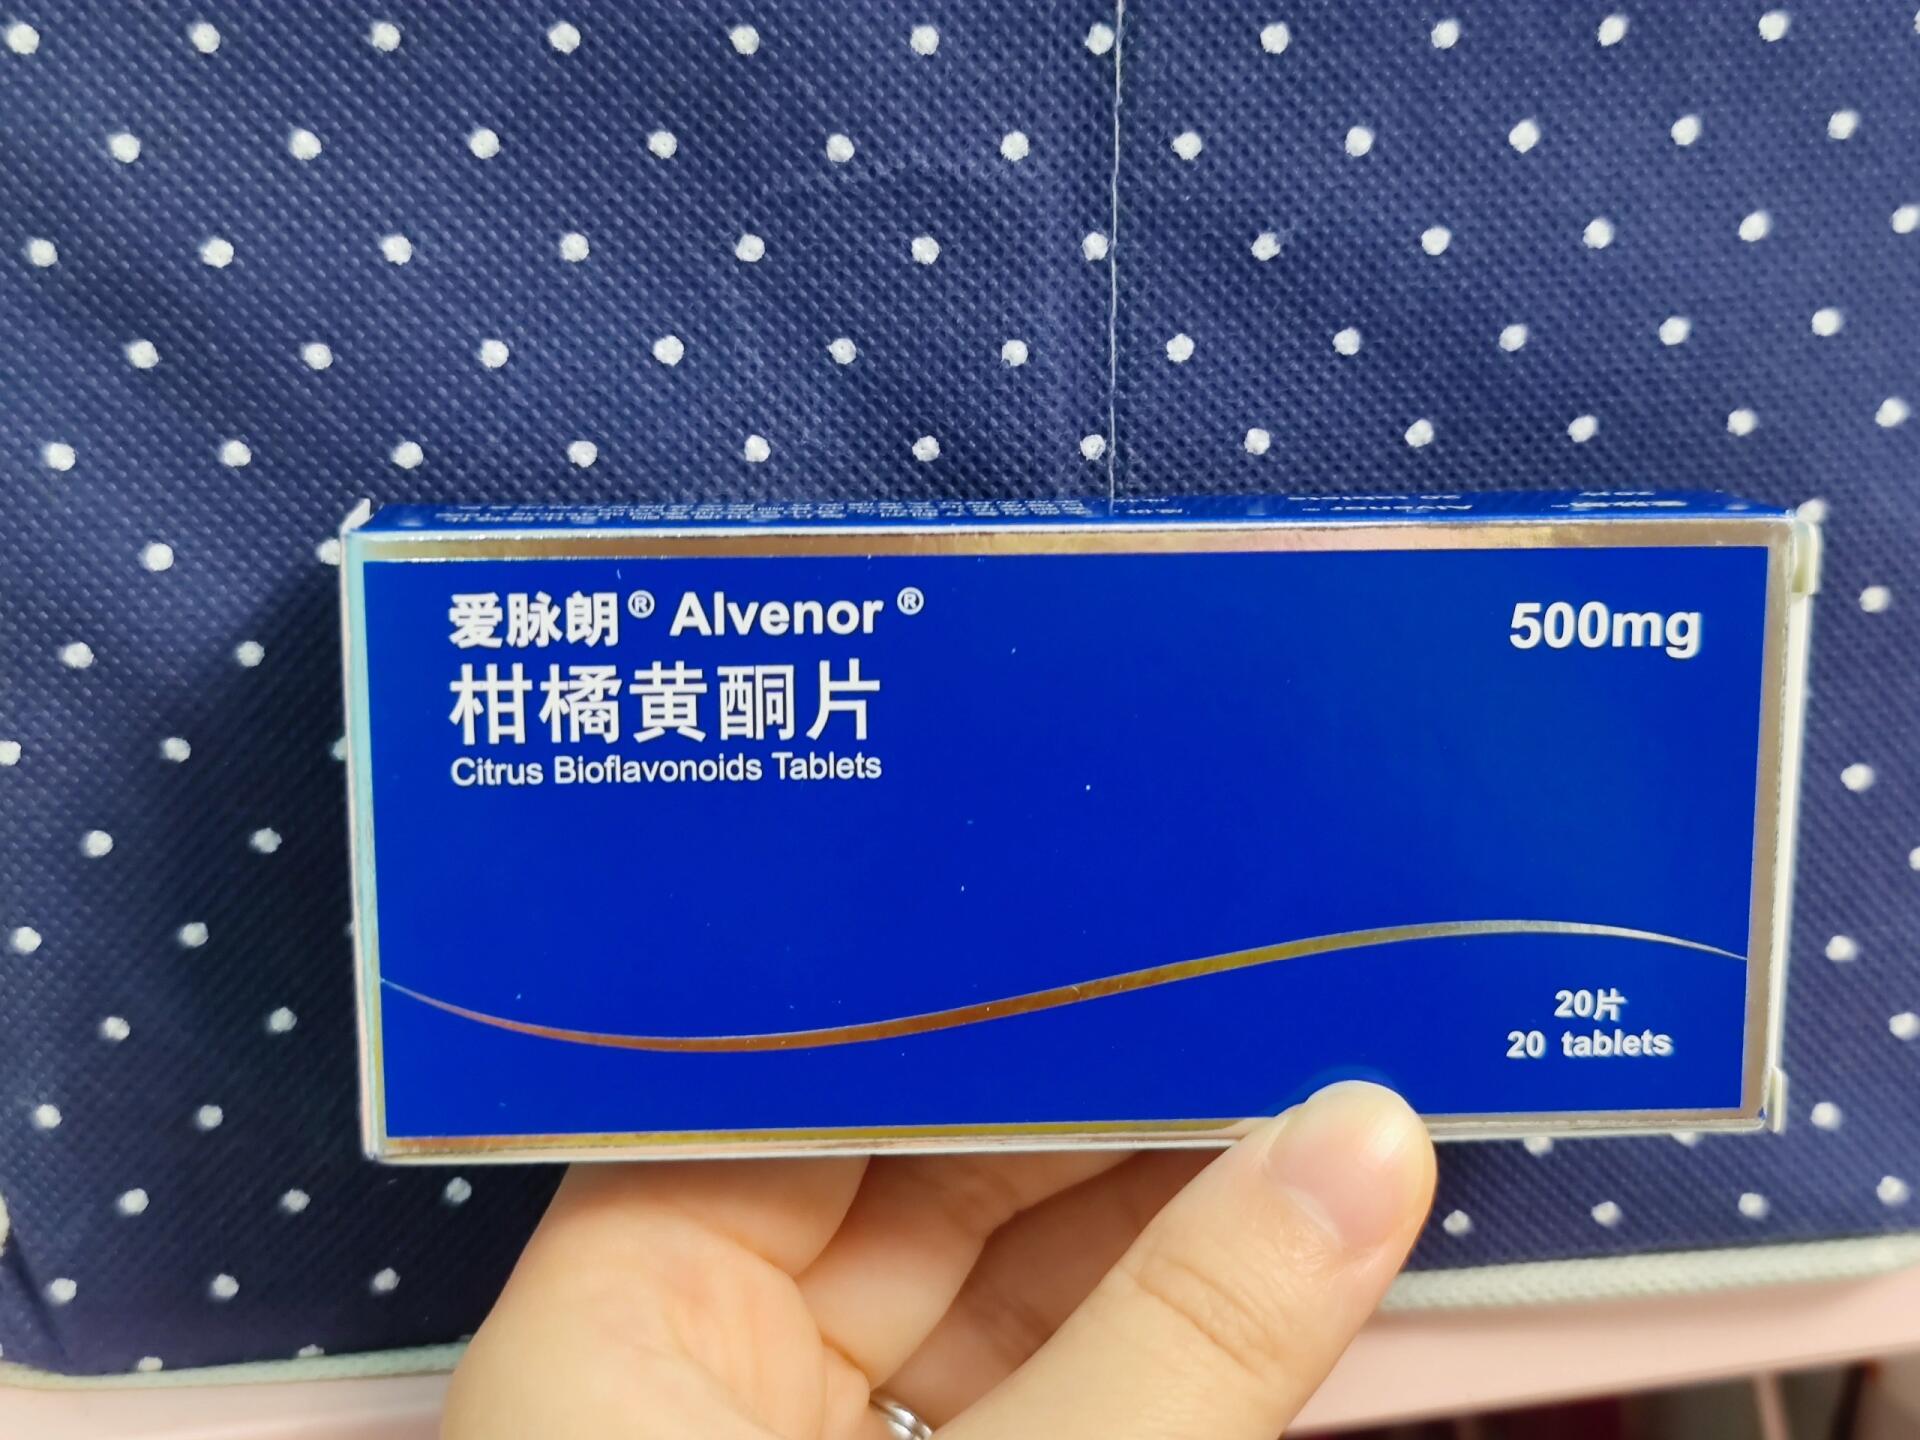 爱脉朗® Alvenor®
500mg
柑橘黄酮片
Citrus Bioflavonoids Tablets
20片
20 tablets